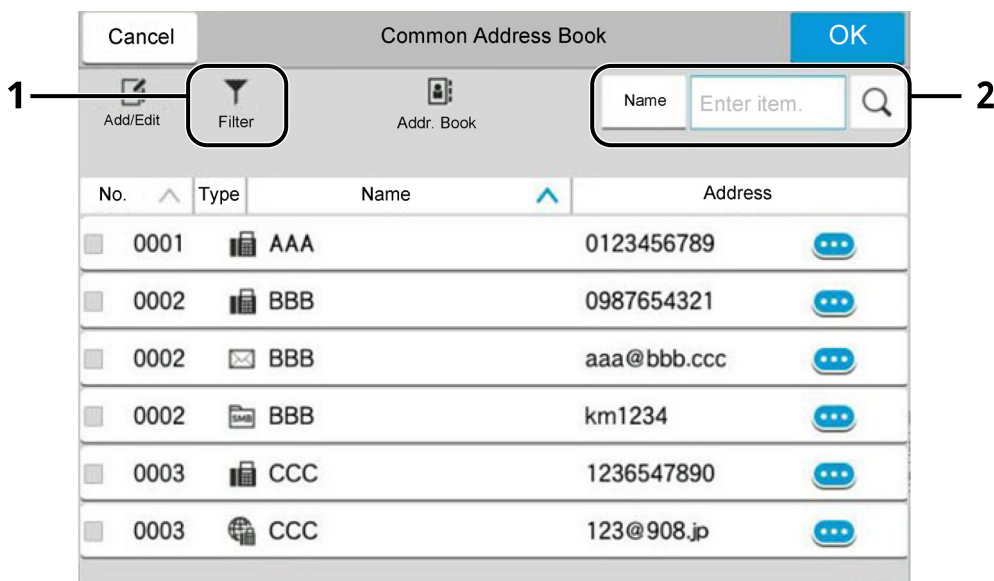 Cancel Common Address Book OK
1 Add/Edit Filter Addr. Book Name Enter item. 2
No. Type Name Address
0001 AAA 0123456789
0002 BBB 0987654321
0002 BBB aaa@bbb.ccc
0002 SMB BBB km1234
0003 CCC 1236547890
0003 CCC 123@908.jp